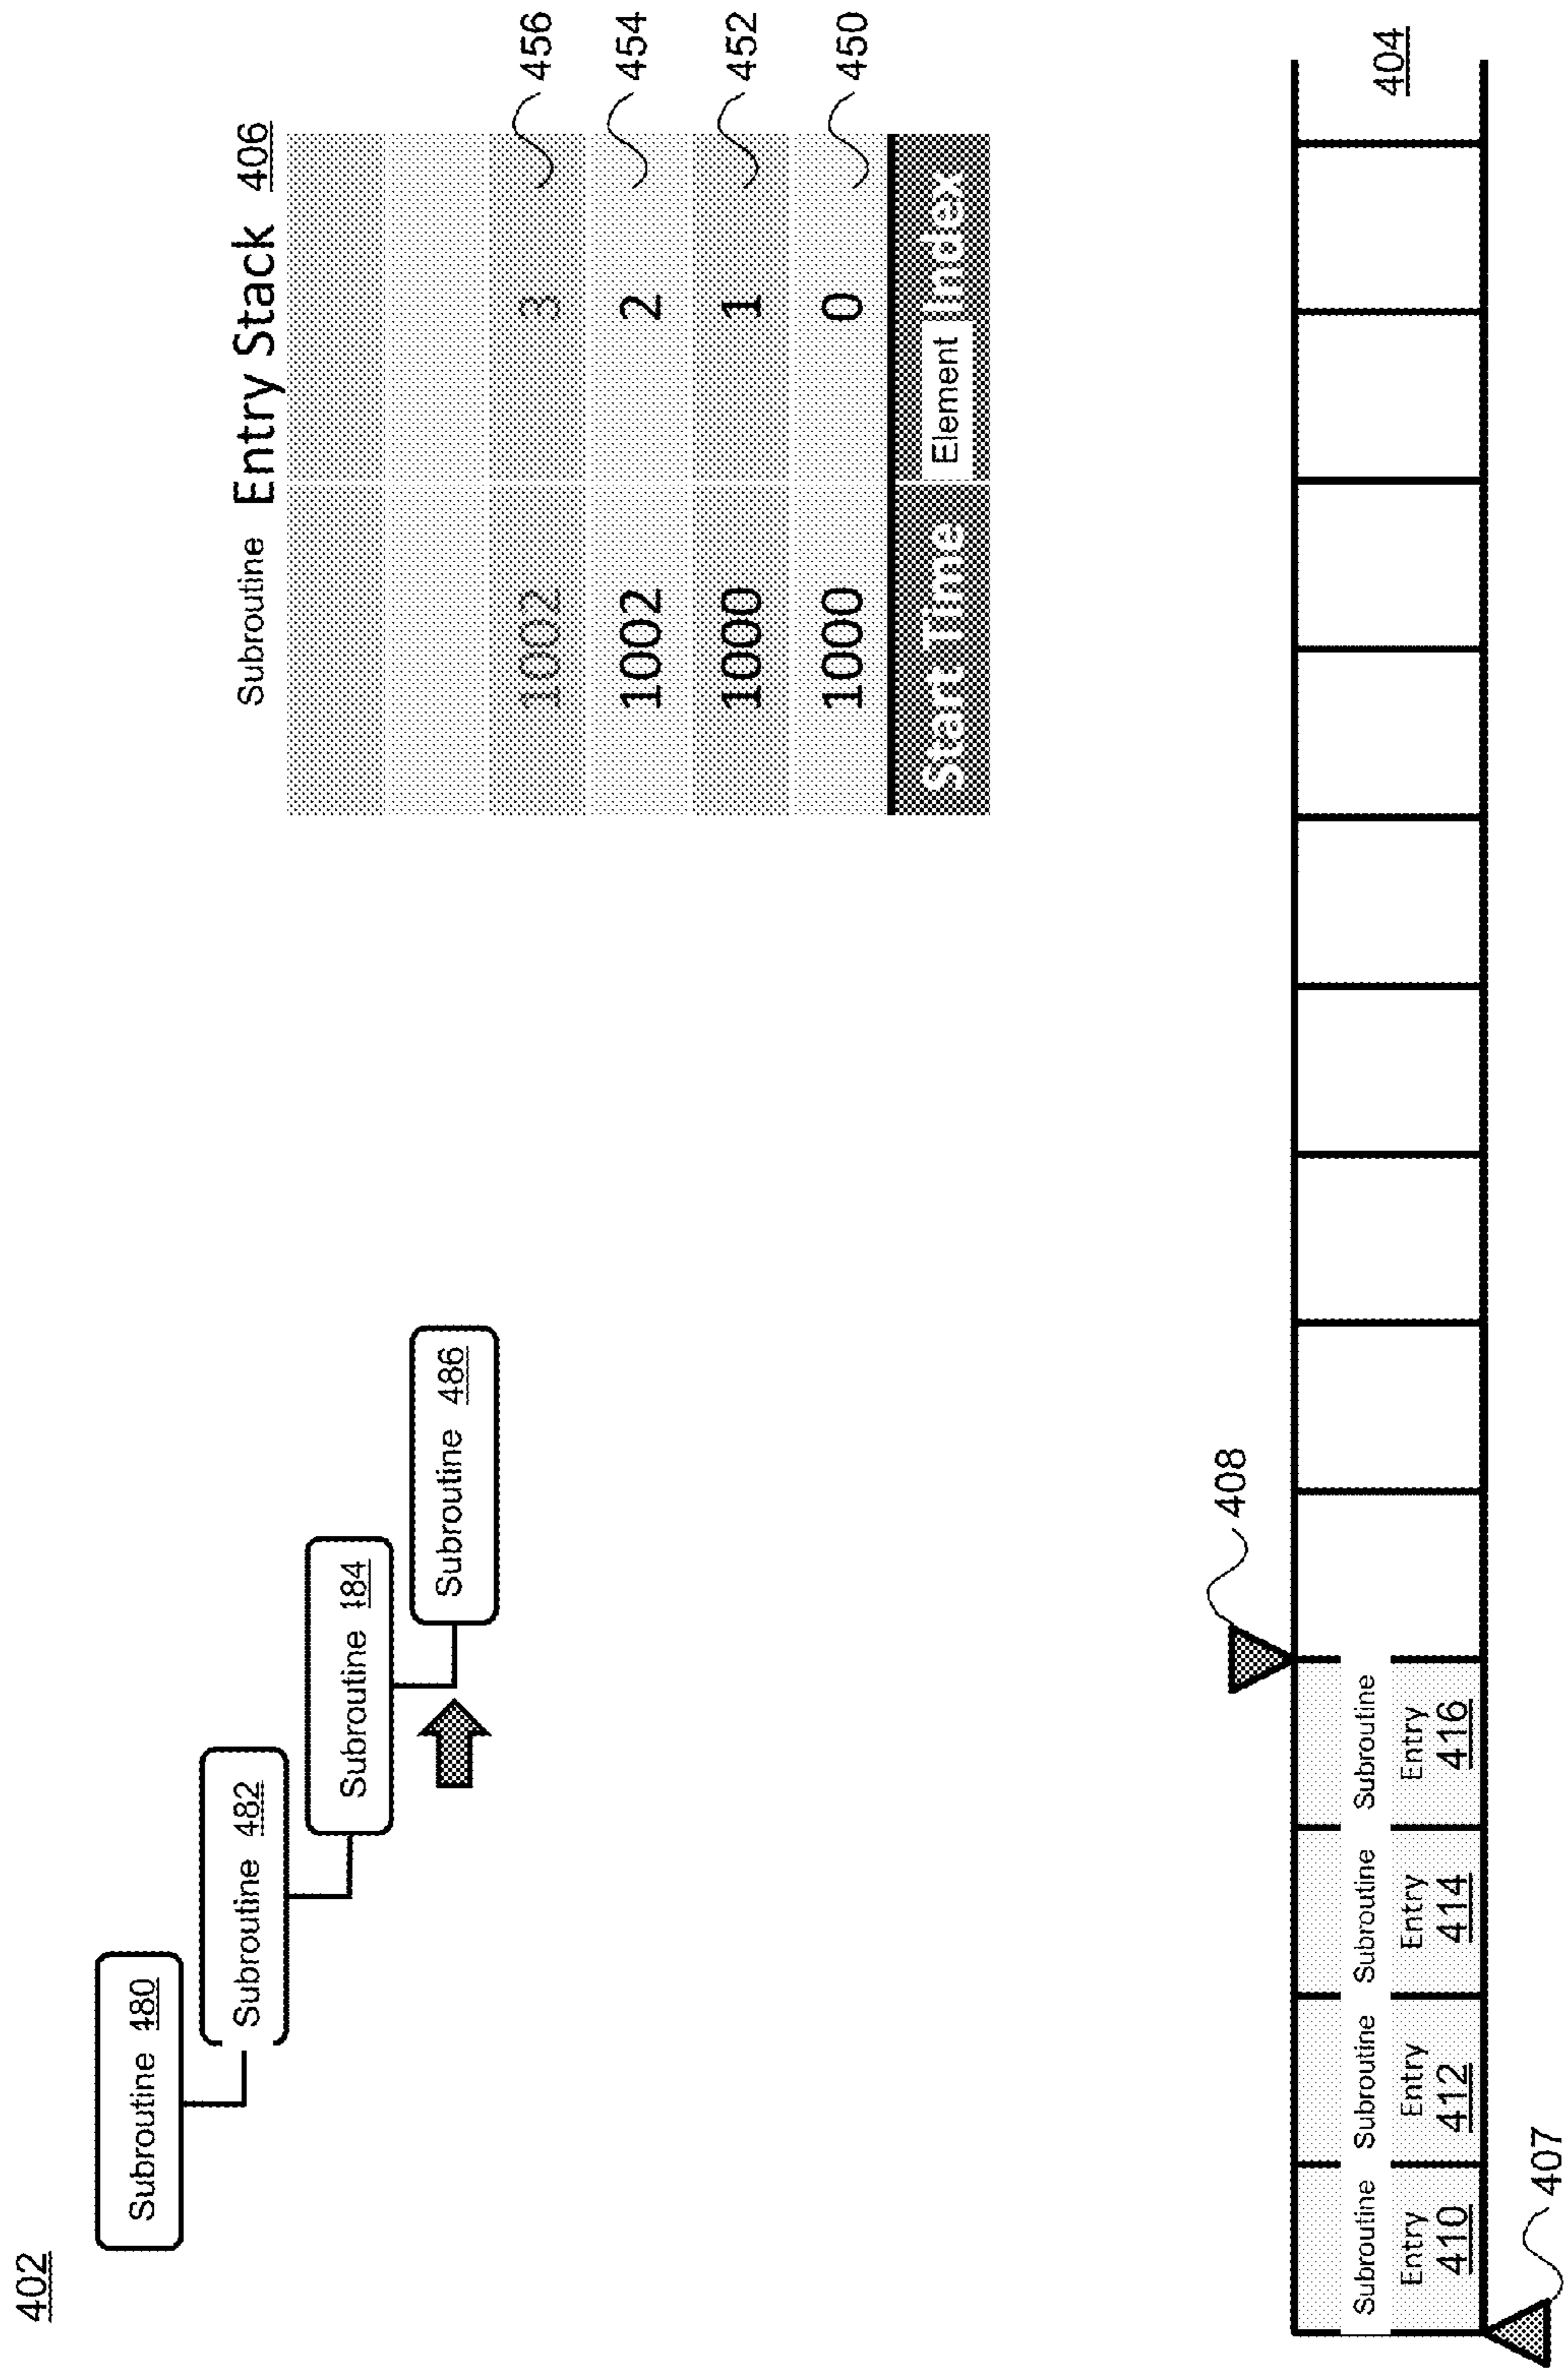 402
Subroutine 480
Subroutine 482
Subroutine 484
Subroutine 486
Subroutine Entry Stack 406
1002 3 456
1002 2 454
1000 1 452
1000 0 450
Start Time Element Index
408
Subroutine Entry 410
Subroutine Entry 412
Subroutine Entry 414
Subroutine Entry 416
404
407